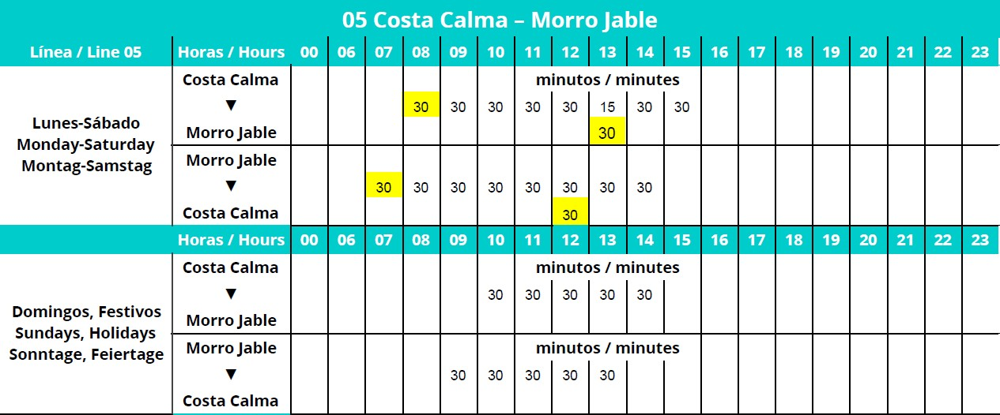 05 Costa Calma – Morro Jable
Línea / Line 05 Horas / Hours 00 06 07 08 09 10 11 12 13 14 15 16 17 18 19 20 21 22 23
Lunes-Sábado
Monday-Saturday
Montag-Samstag
Costa Calma minutos / minutes
▼ 30 30 30 30 30 15 30 30
Morro Jable 30
Morro Jable
▼ 30 30 30 30 30 30 30 30
Costa Calma 30
Horas / Hours 00 06 07 08 09 10 11 12 13 14 15 16 17 18 19 20 21 22 23
Domingos, Festivos
Sundays, Holidays
Sonntage, Feiertage
Costa Calma minutos / minutes
▼ 30 30 30 30 30
Morro Jable
Morro Jable minutos / minutes
▼ 30 30 30 30 30
Costa Calma